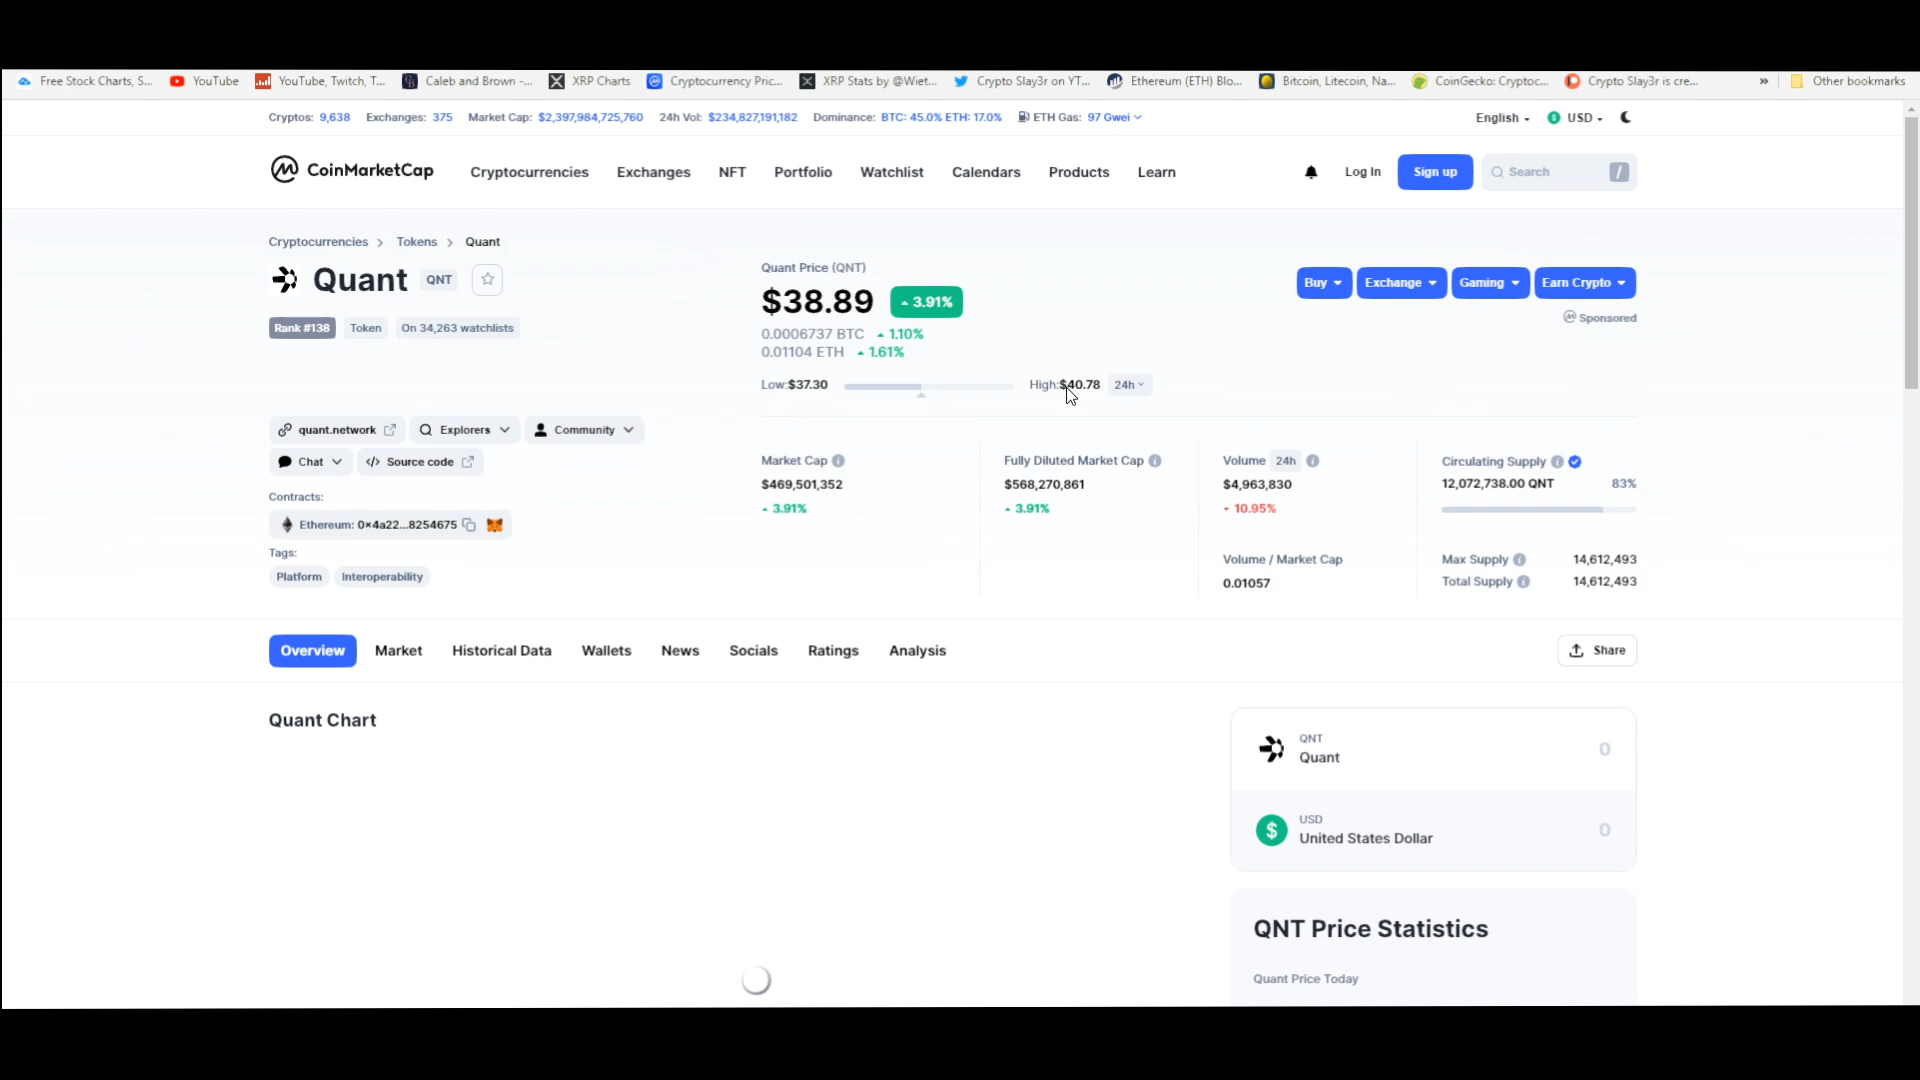 Free Stock Charts, S... YouTube YouTube, Twitch, T... Caleb and Brown -... XRP Charts Cryptocurrency Pric... XRP Stats by @Wiet... Crypto Slay3r on YT... Ethereum (ETH) Blo... Bitcoin, Litecoin, Na... CoinGecko: Cryptoc... Crypto Slay3r is cre... » Other bookmarks
Cryptos: 9,638 Exchanges: 375 Market Cap: $2,397,984,725,760 24h Vol: $234,827,191,182 Dominance: BTC: 45.0% ETH: 17.0% ETH Gas: 97 Gwei English USD
CoinMarketCap Cryptocurrencies Exchanges NFT Portfolio Watchlist Calendars Products Learn Log In Sign up Search /
Cryptocurrencies > Tokens > Quant
Quant QNT
Rank #138 Token On 34,263 watchlists
Quant Price (QNT)
$38.89 3.91%
0.0006737 BTC 1.10%
0.01104 ETH 1.61%
Low:$37.30 High:$40.78 24h
Buy Exchange Gaming Earn Crypto
Sponsored
quant.network Explorers Community
Chat </> Source code
Contracts:
Ethereum: 0x4a22...8254675
Tags:
Platform Interoperability
Market Cap
$469,501,352
3.91%
Fully Diluted Market Cap
$568,270,861
3.91%
Volume 24h
$4,963,830
10.95%
Volume / Market Cap
0.01057
Circulating Supply
12,072,738.00 QNT 83%
Max Supply 14,612,493
Total Supply 14,612,493
Overview Market Historical Data Wallets News Socials Ratings Analysis Share
Quant Chart
QNT
Quant 0
$ USD
United States Dollar 0
QNT Price Statistics
Quant Price Today